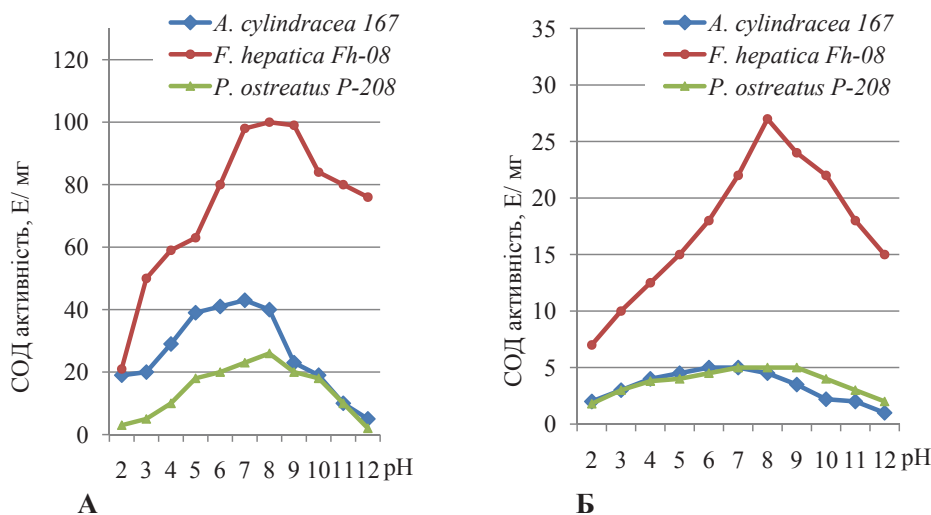 A. cylindracea 167
F. hepatica Fh-08
P. ostreatus P-208
СОД активність, Е/ мг
120
100
80
60
40
20
0
2 3 4 5 6 7 8 9 10 11 12 pH
А
A. cylindracea 167
F. hepatica Fh-08
P. ostreatus P-208
СОД активність, Е/ мг
35
30
25
20
15
10
5
0
2 3 4 5 6 7 8 9 10 11 12 pH
Б